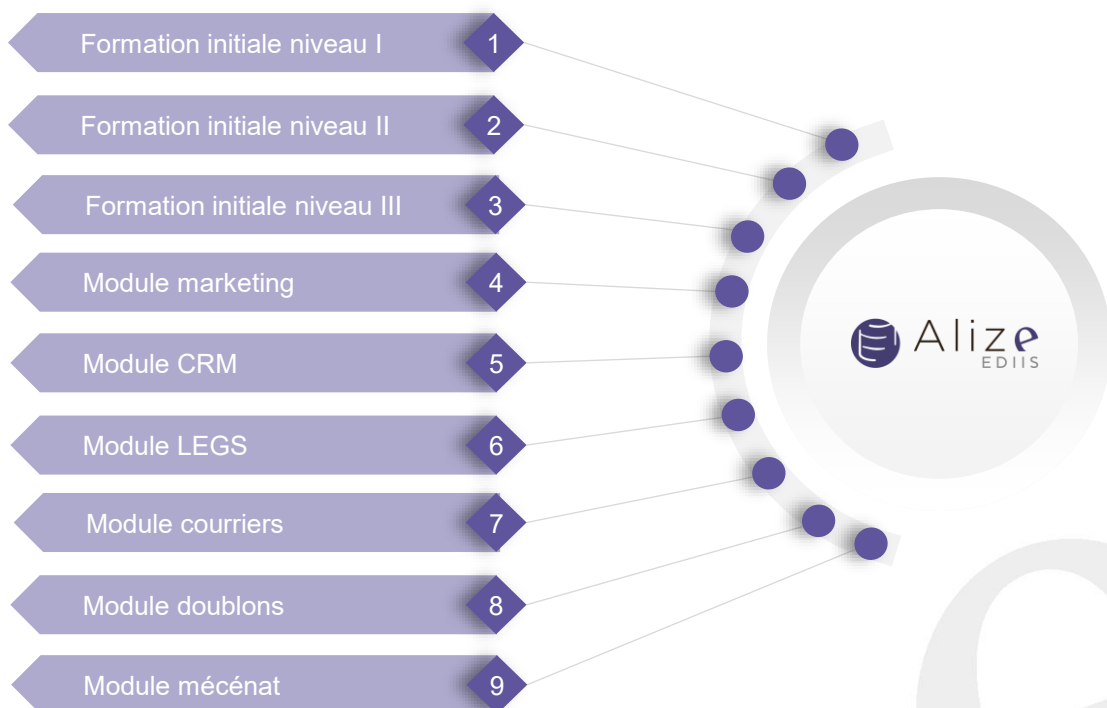 Formation initiale niveau I
1
Formation initiale niveau II
2
Formation initiale niveau III
3
Module marketing
4
Module CRM
5
Module LEGS
6
Module courriers
7
Module doublons
8
Module mécénat
9
Alize
EDIIS